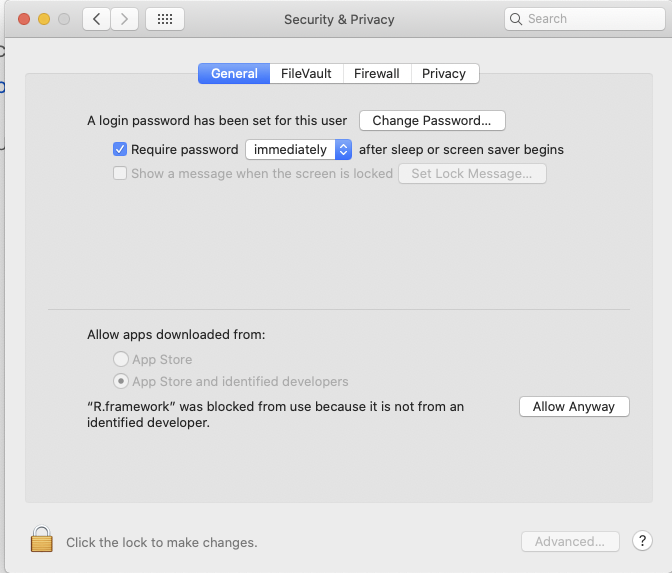 Security & Privacy
Search
General FileVault Firewall Privacy
A login password has been set for this user Change Password...
Require password immediately after sleep or screen saver begins
Show a message when the screen is locked Set Lock Message...
Allow apps downloaded from:
App Store
App Store and identified developers
“R.framework” was blocked from use because it is not from an
identified developer.
Allow Anyway
Click the lock to make changes.
Advanced...
?